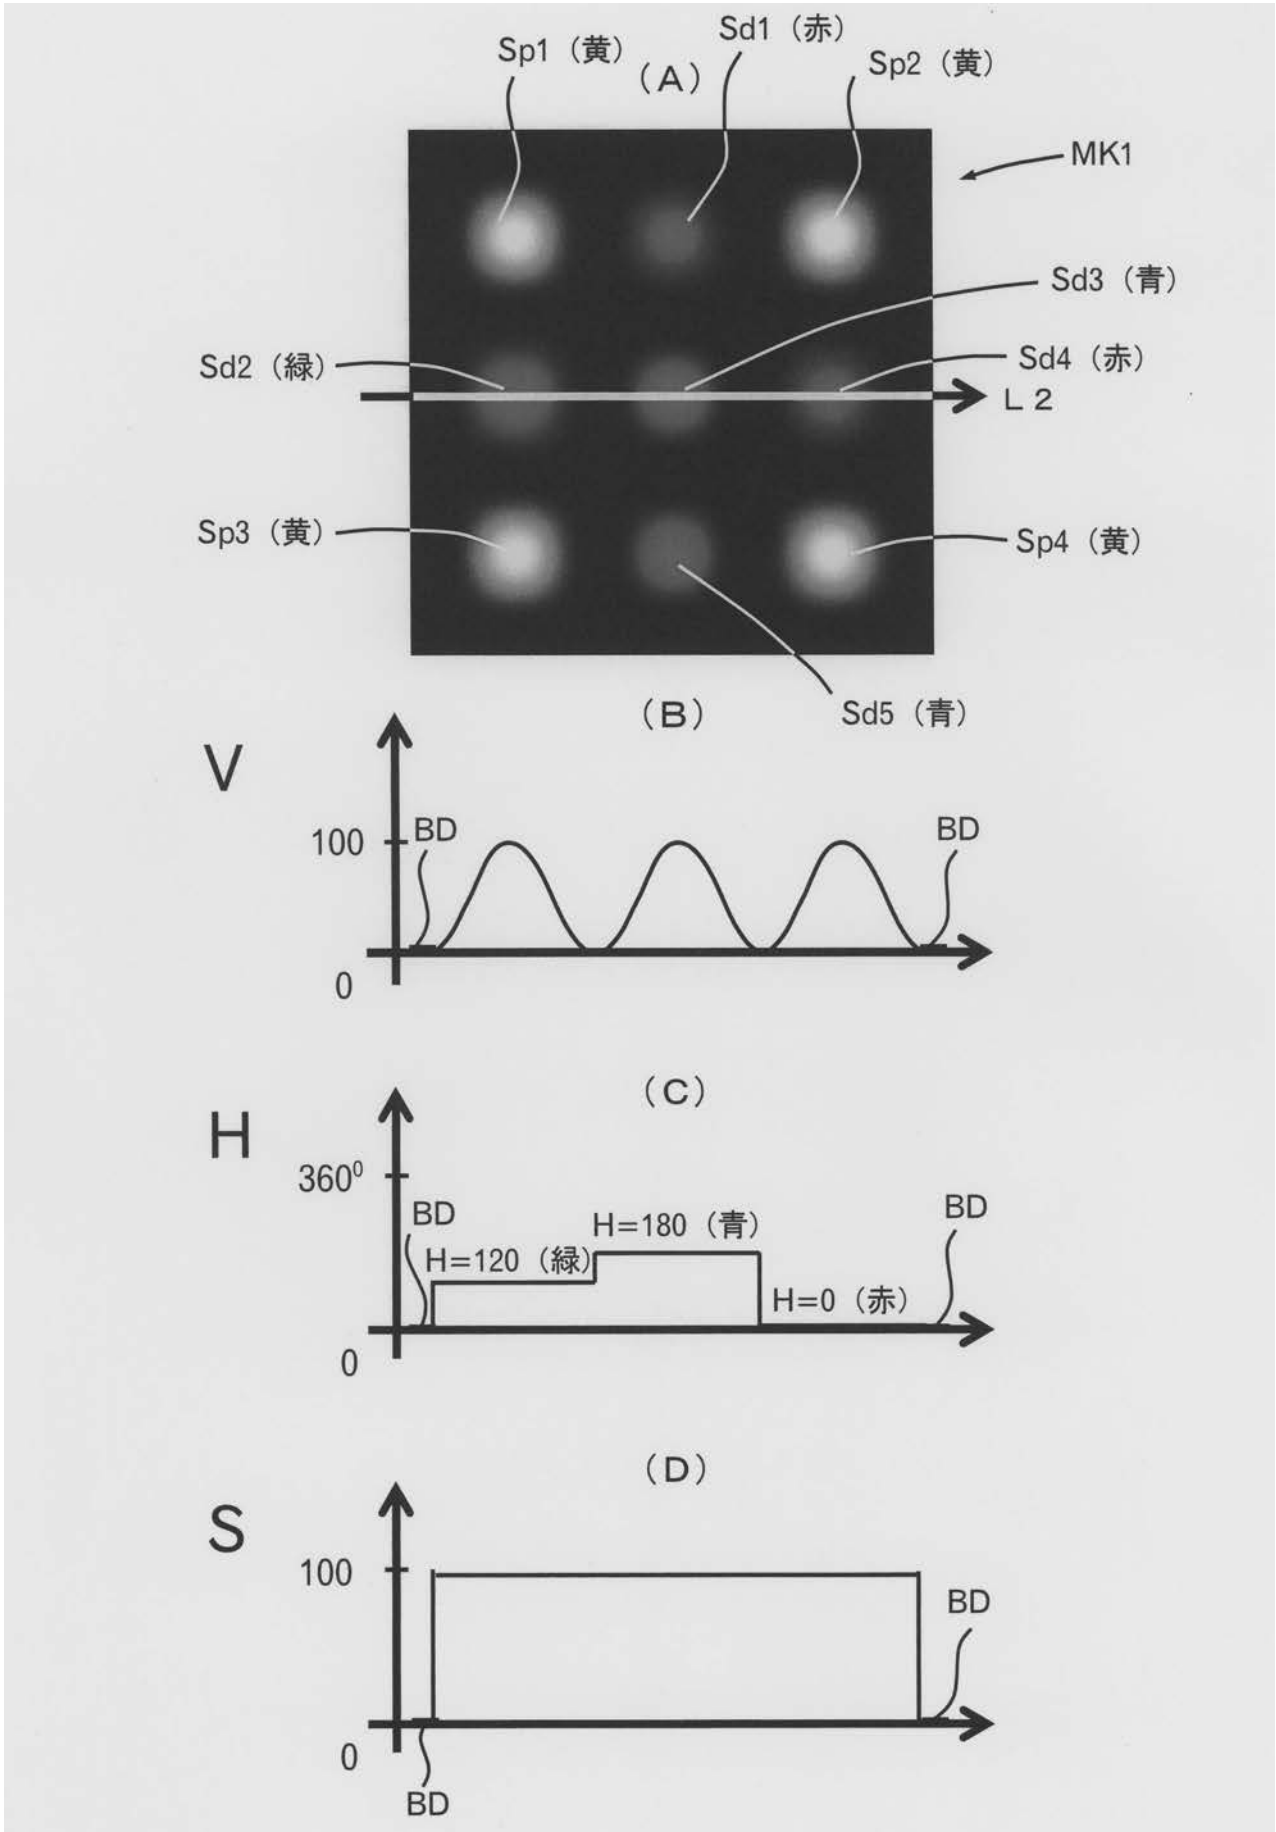 Sd1（赤）
Sp1（黄）
（A）
Sp2（黄）
MK1
Sd3（青）
Sd2（緑）
Sd4（赤）
L2
Sp3（黄）
Sp4（黄）
Sd5（青）
（B）
V
100
BD
BD
0
（C）
H
360⁰
BD
BD
H=180（青）
H=120（緑）
H=0（赤）
0
（D）
S
100
BD
0
BD